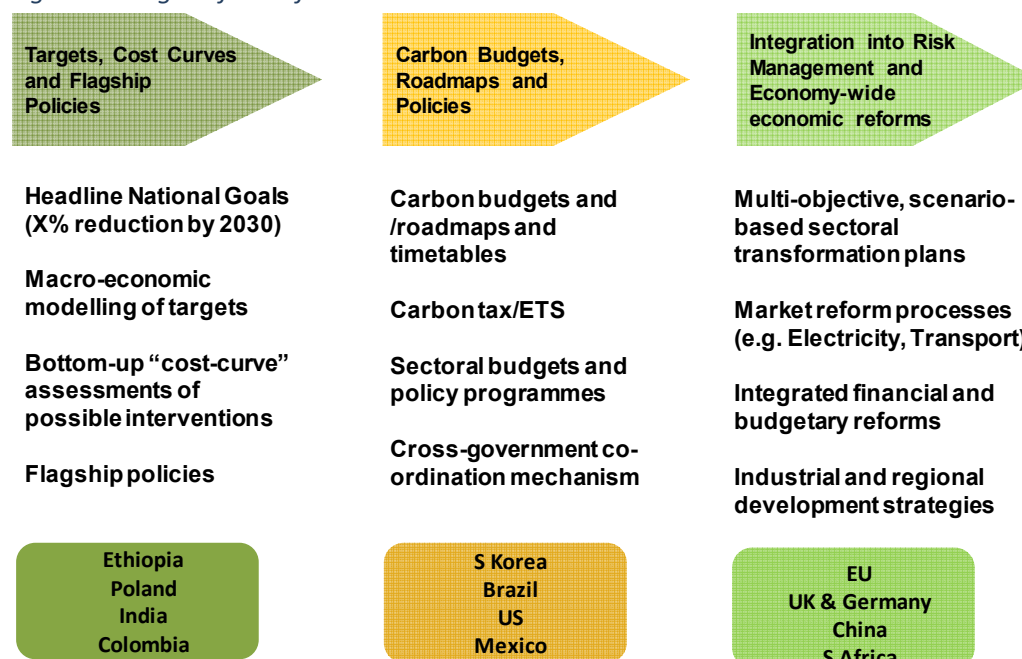 Targets, Cost Curves
and Flagship
Policies
Headline National Goals
(X% reduction by 2030)
Macro-economic
modelling of targets
Bottom-up “cost-curve”
assessments of
possible interventions
Flagship policies
Ethiopia
Poland
India
Colombia
Carbon Budgets,
Roadmaps and
Policies
Carbon budgets and
/roadmaps and
timetables
Carbon tax/ETS
Sectoral budgets and
policy programmes
Cross-government co-
ordination mechanism
S Korea
Brazil
US
Mexico
Integration into Risk
Management and
Economy-wide
economic reforms
Multi-objective, scenario-
based sectoral
transformation plans
Market reform processes
(e.g. Electricity, Transport)
Integrated financial and
budgetary reforms
Industrial and regional
development strategies
EU
UK & Germany
China
S Africa